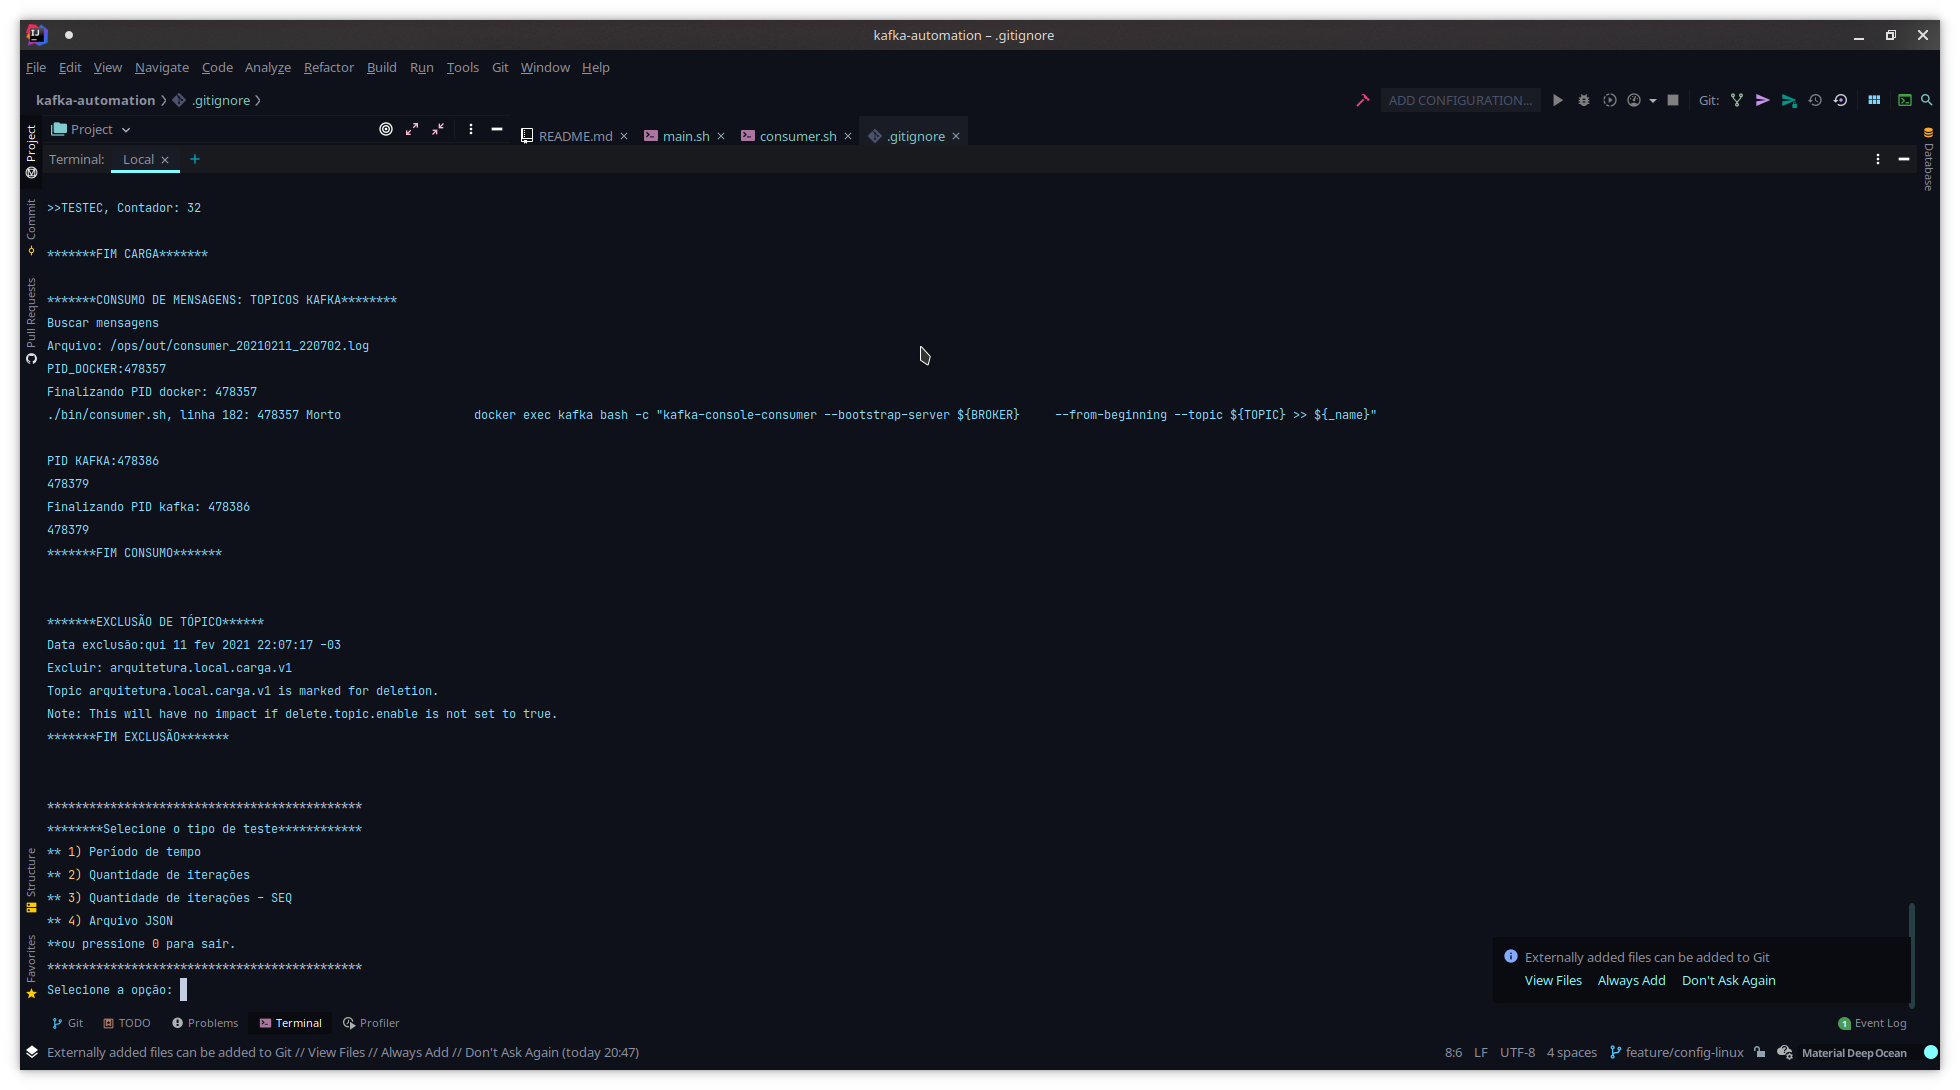 kafka-automation – .gitignore
File Edit View Navigate Code Analyze Refactor Build Run Tools Git Window Help
kafka-automation .gitignore
ADD CONFIGURATION...
Git:
Project
README.md
main.sh
consumer.sh
.gitignore
Terminal: Local
Project
Commit
Pull Requests
Structure
Favorites
Database
>>TESTEC, Contador: 32
*******FIM CARGA*******
*******CONSUMO DE MENSAGENS: TOPICOS KAFKA********
Buscar mensagens
Arquivo: /ops/out/consumer_20210211_220702.log
PID_DOCKER:478357
Finalizando PID docker: 478357
./bin/consumer.sh, linha 182: 478357 Morto                   docker exec kafka bash -c "kafka-console-consumer --bootstrap-server ${BROKER}     --from-beginning --topic ${TOPIC} >> ${_name}"
PID KAFKA:478386
478379
Finalizando PID kafka: 478386
478379
*******FIM CONSUMO*******
*******EXCLUSÃO DE TÓPICO******
Data exclusão:qui 11 fev 2021 22:07:17 -03
Excluir: arquitetura.local.carga.v1
Topic arquitetura.local.carga.v1 is marked for deletion.
Note: This will have no impact if delete.topic.enable is not set to true.
*******FIM EXCLUSÃO*******
*********************************************
********Selecione o tipo de teste************
** 1) Período de tempo
** 2) Quantidade de iterações
** 3) Quantidade de iterações - SEQ
** 4) Arquivo JSON
**ou pressione 0 para sair.
*********************************************
Selecione a opção:
Externally added files can be added to Git
View Files Always Add Don't Ask Again
Git TODO Problems Terminal Profiler
1 Event Log
Externally added files can be added to Git // View Files // Always Add // Don't Ask Again (today 20:47)
8:6 LF UTF-8 4 spaces feature/config-linux Material Deep Ocean